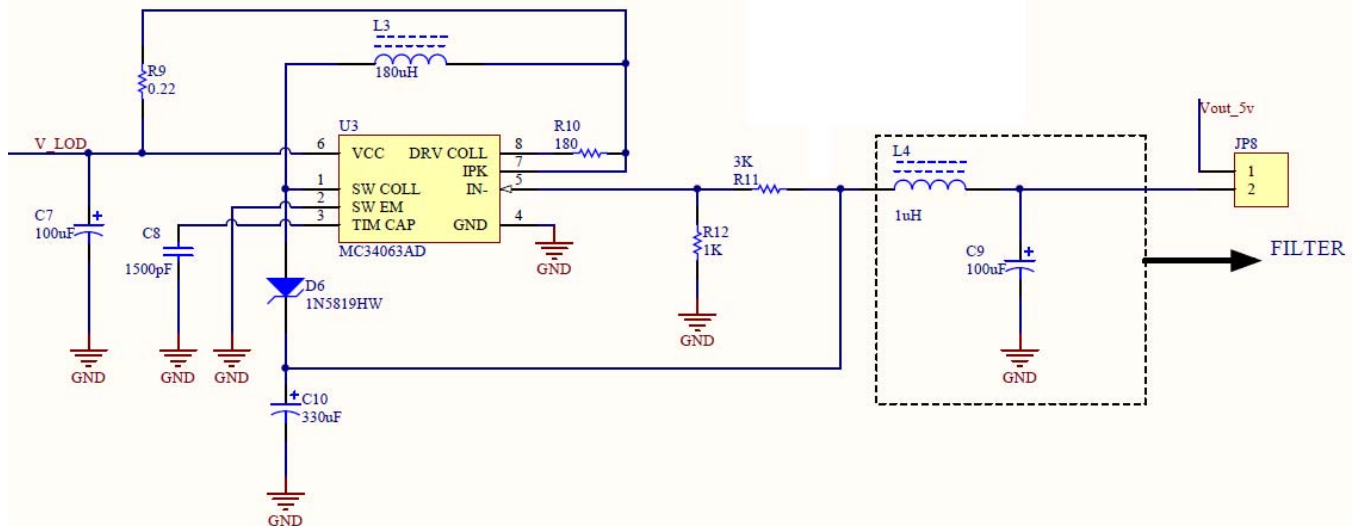 L3
180uH
R9
0.22
V_LOD
U3
R10
180
6
VCC
DRV COLL
8
IPK
7
1
SW COLL
IN-
5
2
SW EM
3
TIM CAP
GND
4
MC34063AD
C7
100uF
C8
1500pF
GND
D6
1N5819HW
3K
R11
R12
1K
GND
L4
1uH
C9
100uF
GND
Vout_5v
JP8
1
2
FILTER
GND
GND
GND
C10
330uF
GND